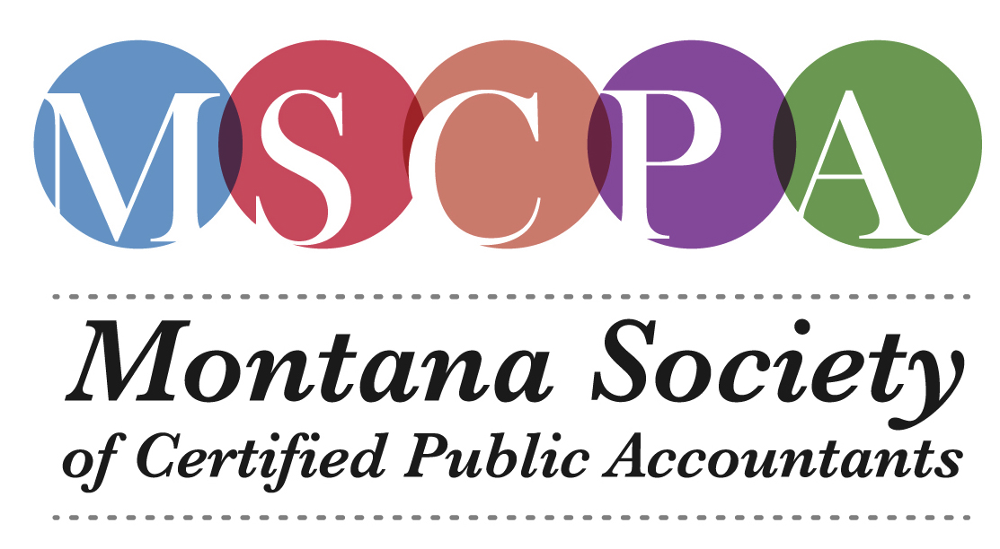 MSCPA
Montana Society
of Certified Public Accountants